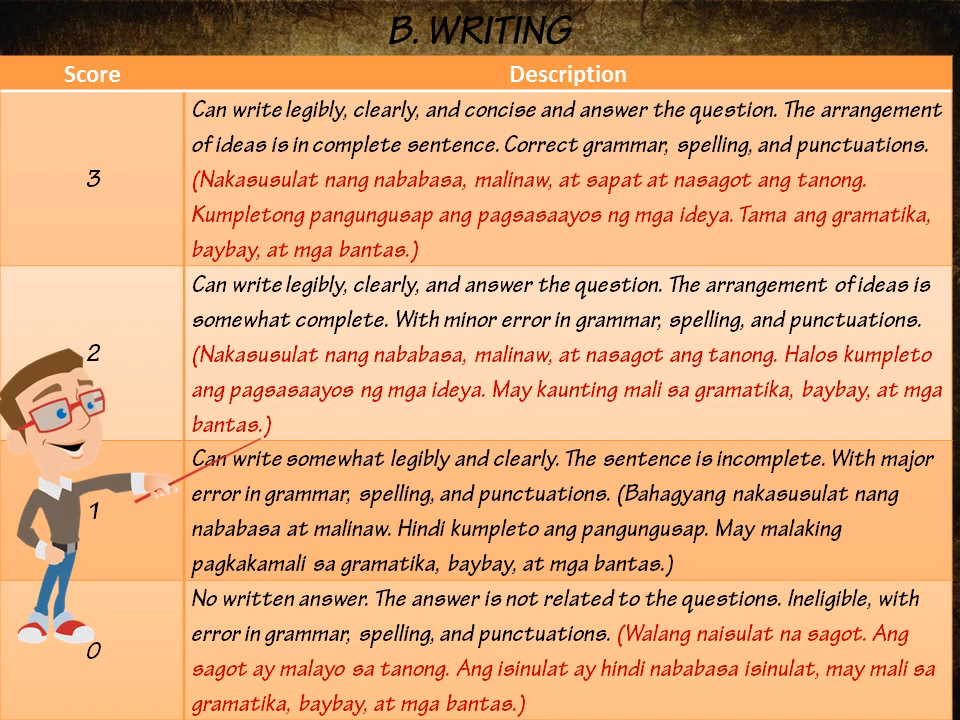 B. WRITING
Score Description
3
Can write legibly, clearly, and concise and answer the question. The arrangement
of ideas is in complete sentence. Correct grammar, spelling, and punctuations.
(Nakasusulat nang nababasa, malinaw, at sapat at nasagot ang tanong.
Kumpletong pangungusap ang pagsasaayos ng mga ideya. Tama ang gramatika,
baybay, at mga bantas.)
2
Can write legibly, clearly, and answer the question. The arrangement of ideas is
somewhat complete. With minor error in grammar, spelling, and punctuations.
(Nakasusulat nang nababasa, malinaw, at nasagot ang tanong. Halos kumpleto
ang pagsasaayos ng mga ideya. May kaunting mali sa gramatika, baybay, at mga
bantas.)
1
Can write somewhat legibly and clearly. The sentence is incomplete. With major
error in grammar, spelling, and punctuations. (Bahagyang nakasusulat nang
nababasa at malinaw. Hindi kumpleto ang pangungusap. May malaking
pagkakamali sa gramatika, baybay, at mga bantas.)
0
No written answer. The answer is not related to the questions. Ineligible, with
error in grammar, spelling, and punctuations. (Walang naisulat na sagot. Ang
sagot ay malayo sa tanong. Ang isinulat ay hindi nababasa isinulat, may mali sa
gramatika, baybay, at mga bantas.)